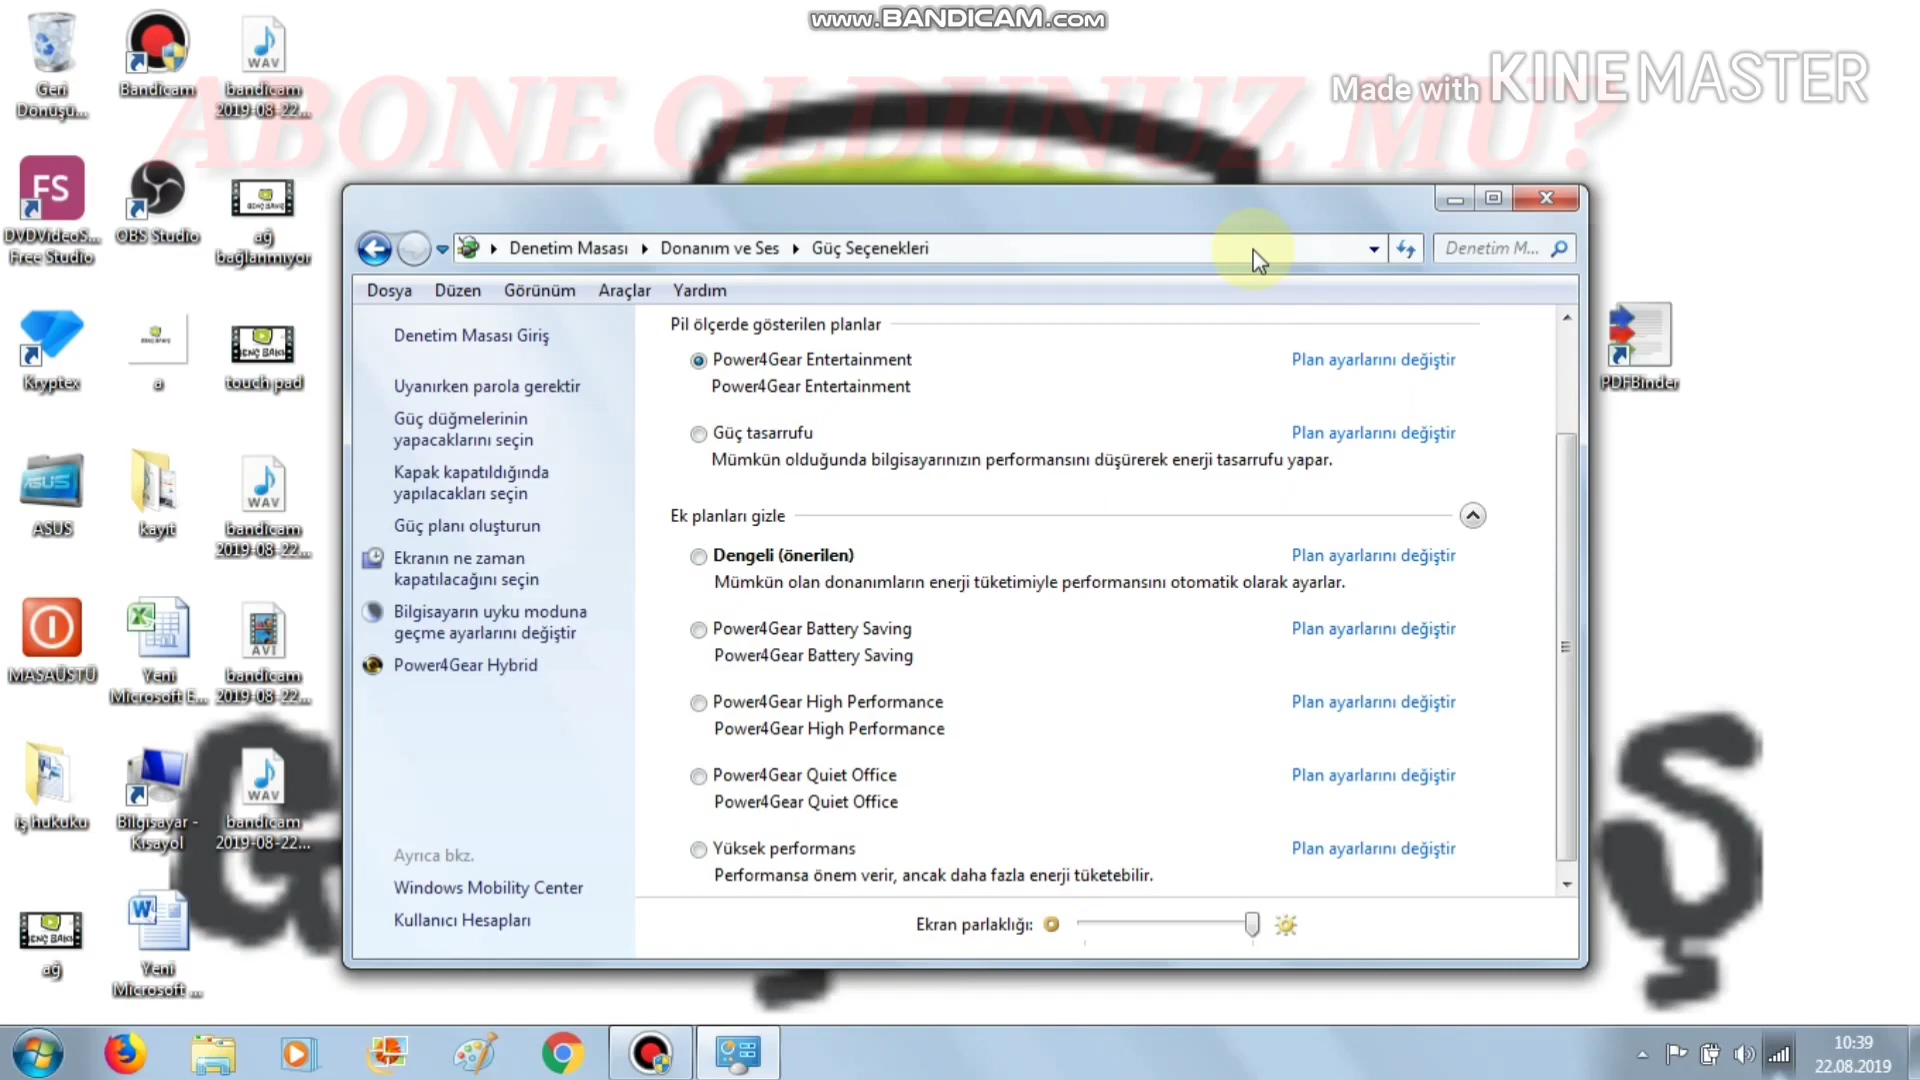 www.BANDICAM.com
Made with KINEMASTER
ABONE OLDUNUZ MU?
Geri
Dönüşü...
Bandicam
bandicam
2019-08-22...
DVDVideoS...
Free Studio
OBS Studio
ağ
bağlanmıyor
Kryptex
a
touch pad
ASUS
kayıt
bandicam
2019-08-22...
MASAÜSTÜ
Yeni
Microsoft E...
bandicam
2019-08-22...
iş hukuku
Bilgisayar -
Kısayol
bandicam
2019-08-22...
ağ
Yeni
Microsoft ...
PDFBinder
FS
WAV
GENÇ BAKIŞ
ASUS
WAV
AVI
WAV
Denetim Masası
Donanım ve Ses
Güç Seçenekleri
Denetim M...
Dosya
Düzen
Görünüm
Araçlar
Yardım
Denetim Masası Giriş
Uyanırken parola gerektir
Güç düğmelerinin
yapacaklarını seçin
Kapak kapatıldığında
yapılacakları seçin
Güç planı oluşturun
Ekranın ne zaman
kapatılacağını seçin
Bilgisayarın uyku moduna
geçme ayarlarını değiştir
Power4Gear Hybrid
Ayrıca bkz.
Windows Mobility Center
Kullanıcı Hesapları
Pil ölçerde gösterilen planlar
Power4Gear Entertainment
Plan ayarlarını değiştir
Power4Gear Entertainment
Güç tasarrufu
Plan ayarlarını değiştir
Mümkün olduğunda bilgisayarınızın performansını düşürerek enerji tasarrufu yapar.
Ek planları gizle
Dengeli (önerilen)
Plan ayarlarını değiştir
Mümkün olan donanımların enerji tüketimiyle performansını otomatik olarak ayarlar.
Power4Gear Battery Saving
Plan ayarlarını değiştir
Power4Gear Battery Saving
Power4Gear High Performance
Plan ayarlarını değiştir
Power4Gear High Performance
Power4Gear Quiet Office
Plan ayarlarını değiştir
Power4Gear Quiet Office
Yüksek performans
Plan ayarlarını değiştir
Performansa önem verir, ancak daha fazla enerji tüketebilir.
Ekran parlaklığı:
10:39
22.08.2019